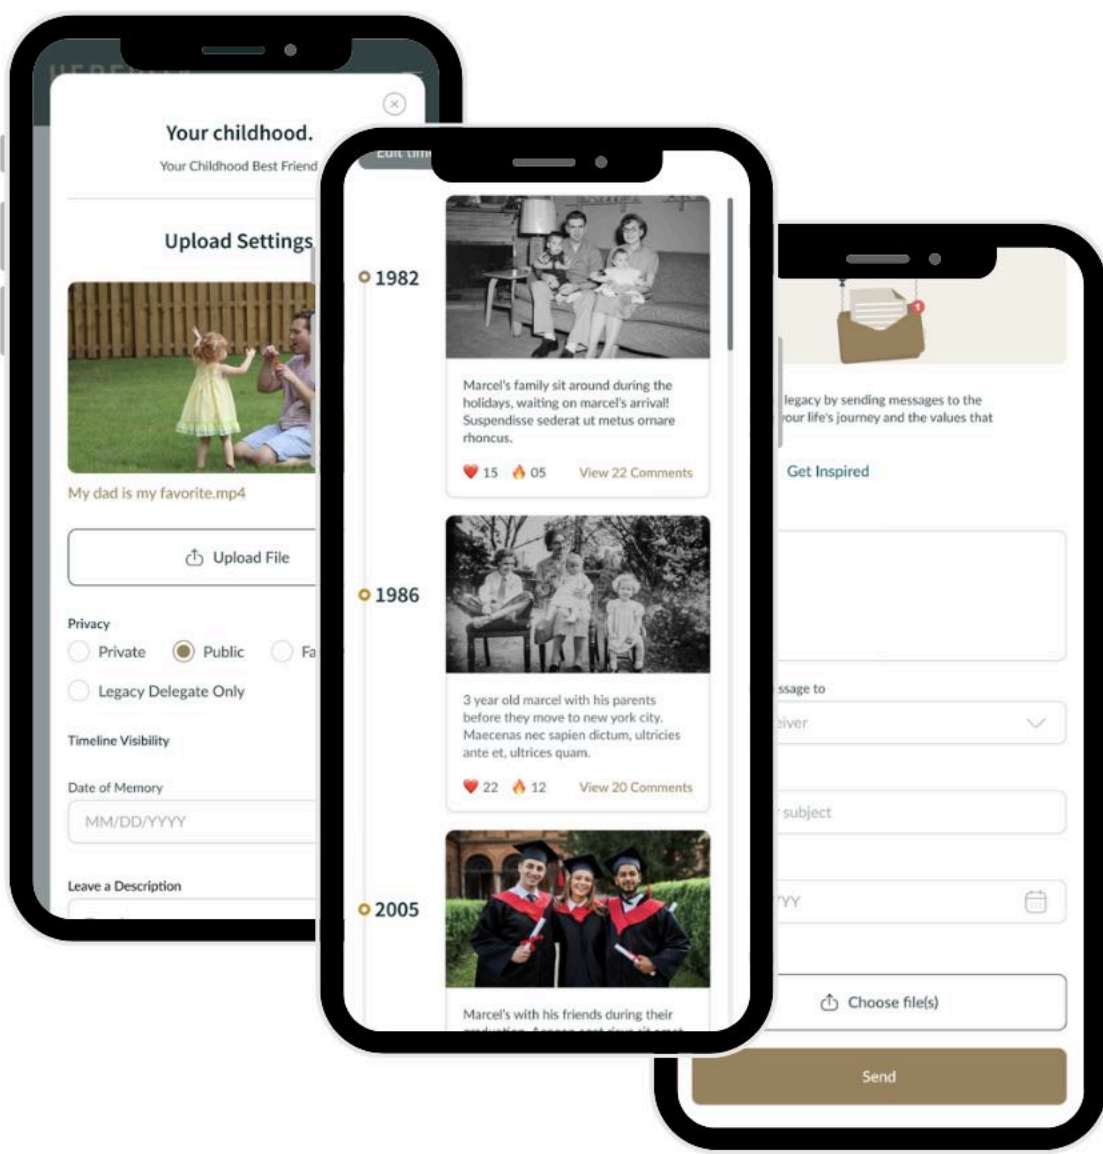 Your childhood.
Your Childhood Best Friend
Upload Settings
My dad is my favorite.mp4
Upload File
Privacy
Private
Public
Legacy Delegate Only
Timeline Visibility
Date of Memory
MM/DD/YYYY
Leave a Description
Edit
1982
Marcel's family sit around during the
holidays, waiting on marcel's arrival!
Suspendisse sederat ut metus ornare
rhoncus.
15
05
View 22 Comments
1986
3 year old marcel with his parents
before they move to new york city.
Maecenas nec sapien dictum, ultricies
ante et, ultrices quam.
22
12
View 20 Comments
2005
Marcel's with his friends during their
1
legacy by sending messages to the
your life's journey and the values that
Get Inspired
to
subject
Choose file(s)
Send